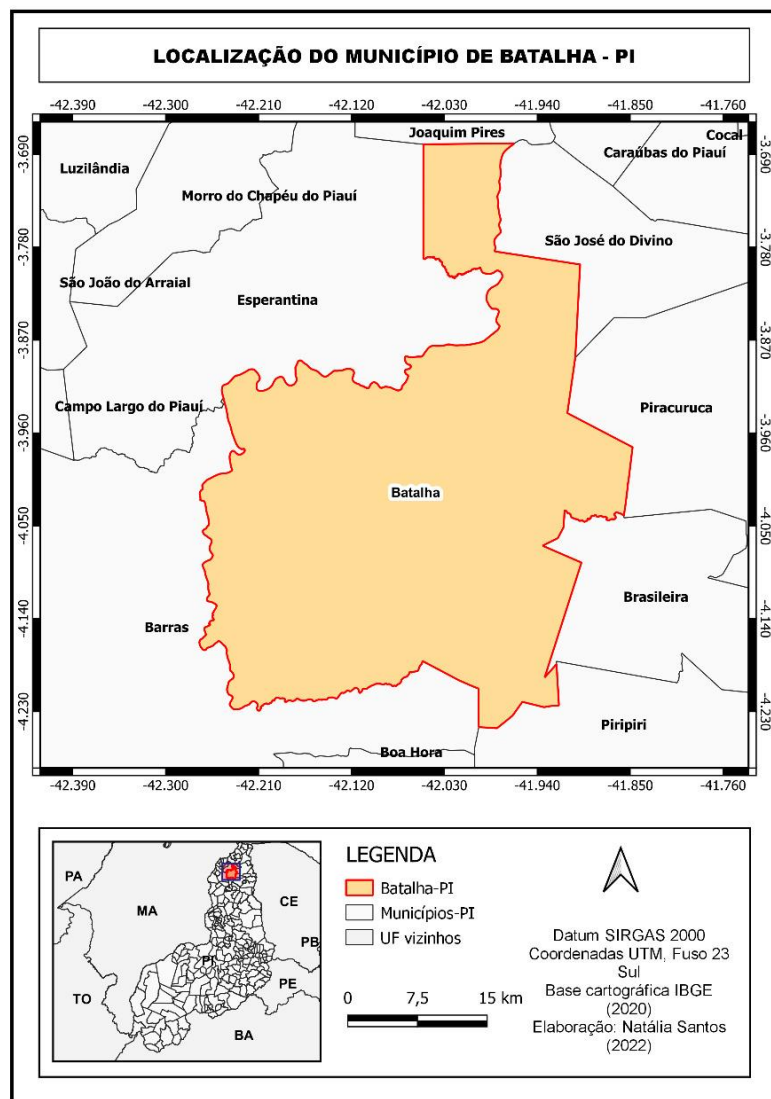 LOCALIZAÇÃO DO MUNICÍPIO DE BATALHA - PI
-42.390 -42.300 -42.210 -42.120 -42.030 -41.940 -41.850 -41.760
Joaquim Pires
Cocal
-3.690
-3.690
Luzilândia
Caraúbas do Piauí
Morro do Chapéu do Piauí
-3.780
São José do Divino
-3.780
São João do Arraial
Esperantina
-3.870
-3.870
Campo Largo do Piauí
Piracuruca
-3.960
-3.960
Batalha
-4.050
-4.050
Brasileira
-4.140
Barras
-4.140
-4.230
Piripiri
-4.230
Boa Hora
-42.390 -42.300 -42.210 -42.120 -42.030 -41.940 -41.850 -41.760
PA
MA
CE
PB
PI
PE
TO
BA
LEGENDA
Batalha-PI
Municípios-PI
UF vizinhos
0 7,5 15 km
Datum SIRGAS 2000
Coordenadas UTM, Fuso 23
Sul
Base cartográfica IBGE
(2020)
Elaboração: Natália Santos
(2022)